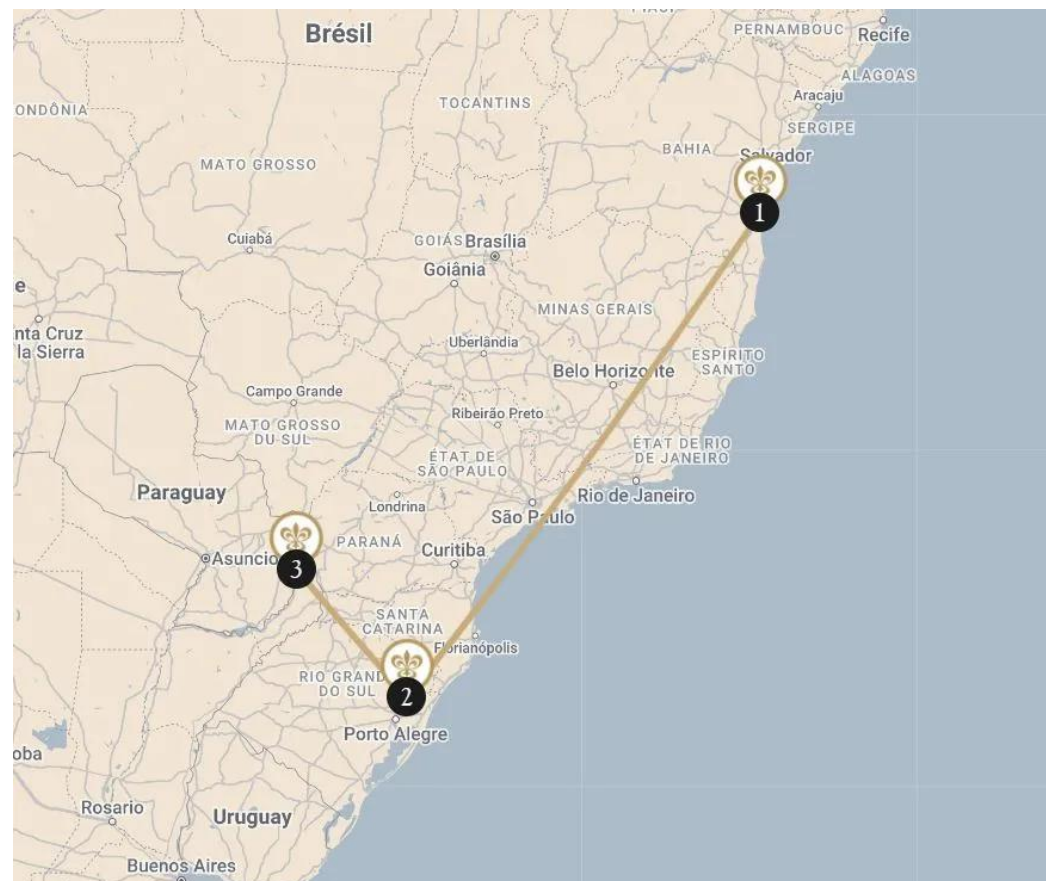 Brésil
PERNAMBOUC
Recife
ALAGOAS
Aracaju
SERGIPE
ONDÔNIA
TOCANTINS
BAHIA
Salvador
MATO GROSSO
1
Cuiabá
GOIÁS
Brasília
Goiânia
e
MINAS GERAIS
nta Cruz
la Sierra
Uberlândia
ESPÍRITO
SANTO
Belo Horizonte
Campo Grande
Ribeirão Preto
MATO GROSSO
DU SUL
ÉTAT DE RIO
DE JANEIRO
ÉTAT DE
SÃO PAULO
Paraguay
Rio de Janeiro
Londrina
São Paulo
PARANÁ
Curitiba
Asuncio
3
SANTA
CATARINA
Florianópolis
RIO GRAND
DO SUL
2
Porto Alegre
oba
Rosario
Uruguay
Buenos Aires